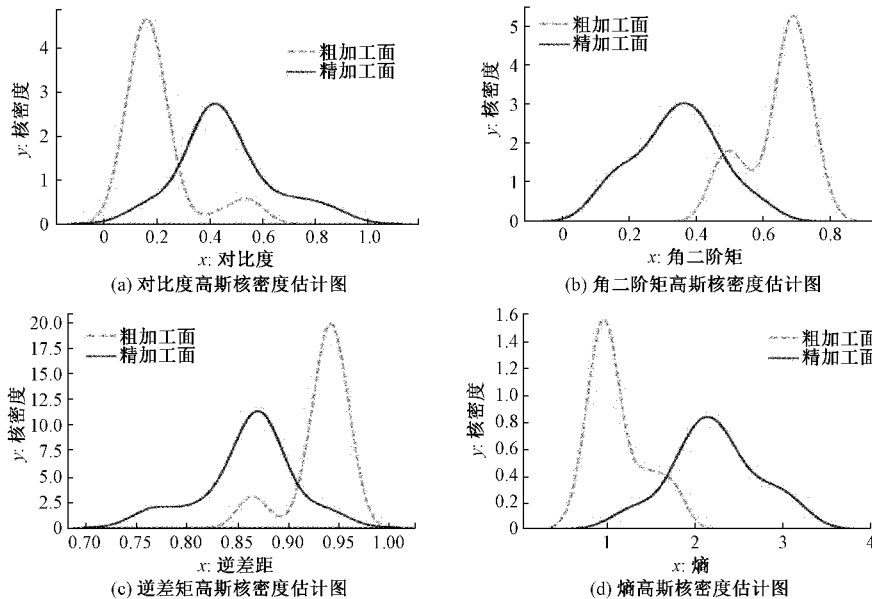 4
3
2
1
0
y: 核密度
粗加工面
精加工面
0 0.2 0.4 0.6 0.8 1.0
x: 对比度
(a) 对比度高斯核密度估计图
5
4
3
2
1
0
y: 核密度
粗加工面
精加工面
0 0.2 0.4 0.6 0.8
x: 角二阶矩
(b) 角二阶矩高斯核密度估计图
20.0
17.5
15.0
12.5
10.0
7.5
5.0
2.5
0
y: 核密度
粗加工面
精加工面
0.70 0.75 0.80 0.85 0.90 0.95 1.00
x: 逆差距
(c) 逆差矩高斯核密度估计图
1.6
1.4
1.2
1.0
0.8
0.6
0.4
0.2
0
y: 核密度
粗加工面
精加工面
1 2 3 4
x: 熵
(d) 熵高斯核密度估计图